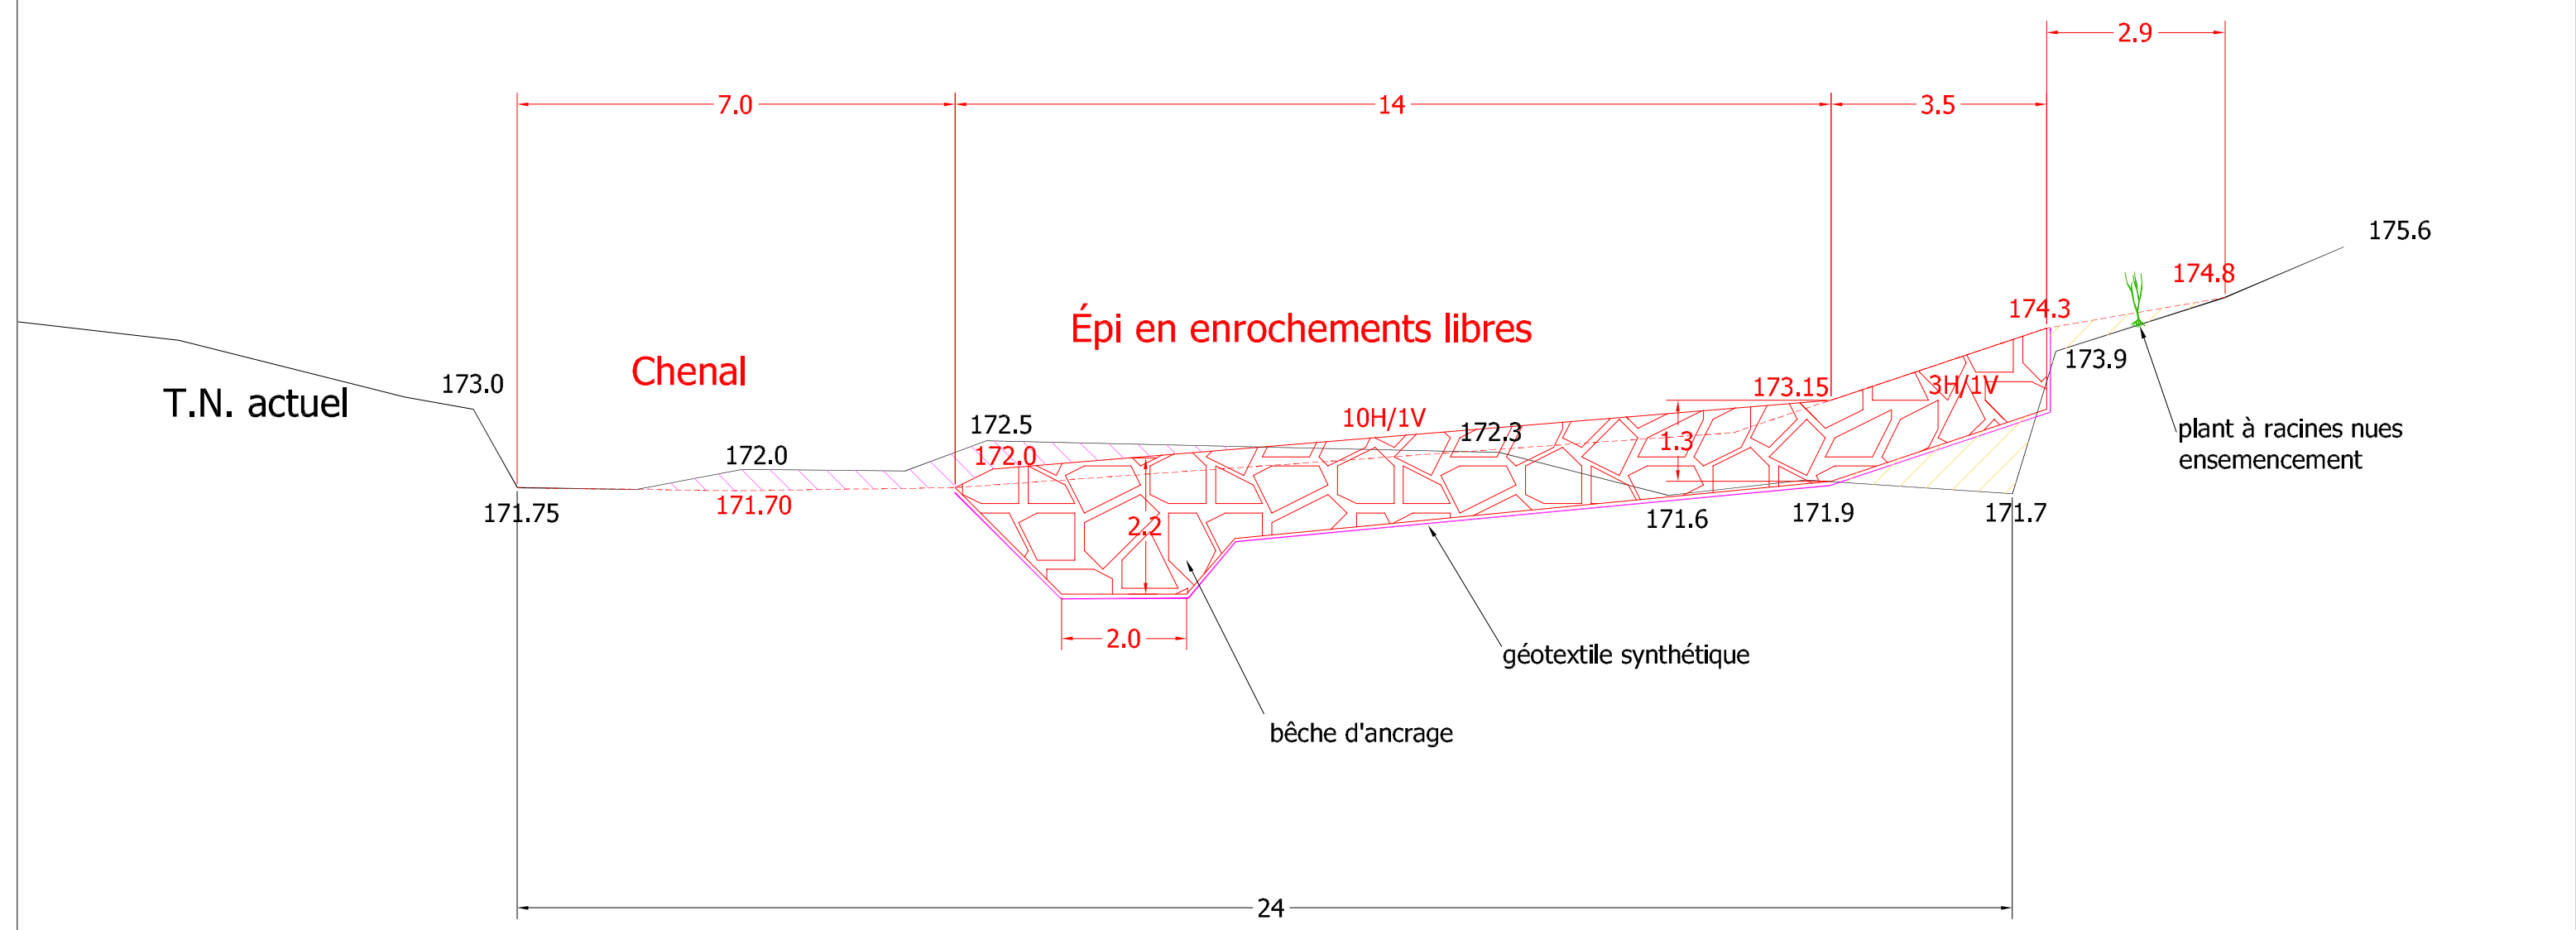 2.9
7.0
14
3.5
175.6
174.8
174.3
Épi en enrochements libres
Chenal
173.9
173.0
T.N. actuel
173.15
3H/1V
10H/1V
172.5
172.3
plant à racines nues
ensemencement
1.3
172.0
172.0
171.70
171.75
2.2
171.6
171.9
171.7
2.0
géotextile synthétique
bêche d'ancrage
24